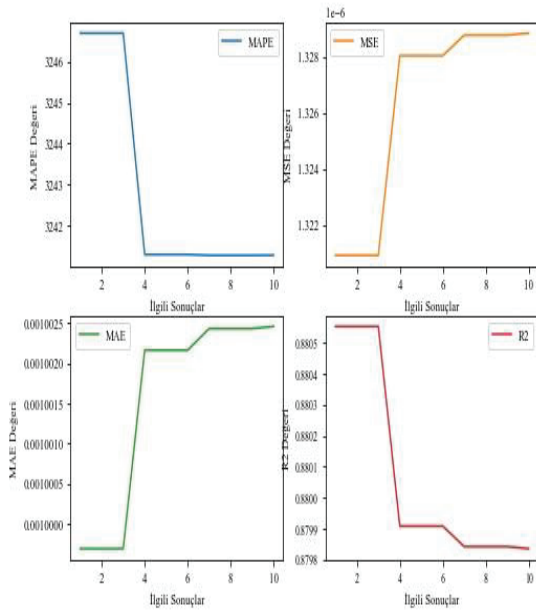 1e-6
3246
3245
3244
3243
3242
MAPE Değeri
MAPE
2 4 6 8 10
İlgili Sonuçlar
1.328
1.326
1.324
1.322
MSE Değeri
MSE
2 4 6 8 10
İlgili Sonuçlar
0.0010025
0.0010020
0.0010015
0.0010010
0.0010005
0.0010000
MAE Değeri
MAE
2 4 6 8 10
İlgili Sonuçlar
0.8805
0.8804
0.8803
0.8802
0.8801
0.8800
0.8799
0.8798
R2 Değeri
R2
2 4 6 8 10
İlgili Sonuçlar